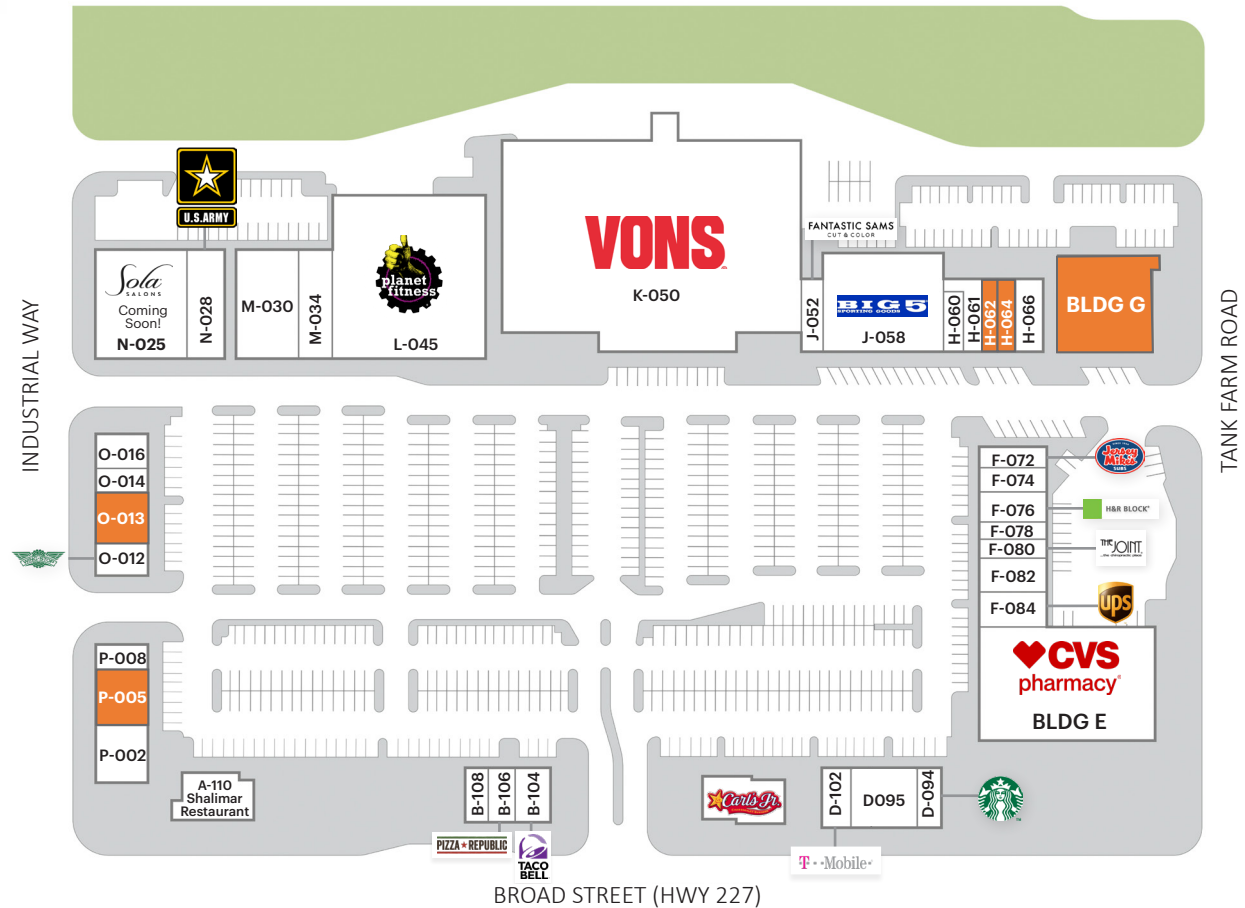 U.S.ARMY
FANTASTIC SAMS
CUT & COLOR
VONS
K-050
Sola
SALONS
Coming
Soon!
N-025
N-028
M-030
M-034
planet
fitness
L-045
J-052
BIG 5
SPORTING GOODS
J-058
H-060
H-061
H-062
H-064
H-066
BLDG G
INDUSTRIAL WAY
TANK FARM ROAD
O-016
O-014
O-013
O-012
F-072
Jersey
Mike's
SUBS
F-074
F-076
H&R BLOCK
F-078
F-080
THE JOINT
F-082
F-084
ups
CVS
pharmacy
BLDG E
P-008
P-005
P-002
A-110
Shalimar
Restaurant
B-108
B-106
B-104
PIZZA REPUBLIC
TACO
BELL
Carl's Jr.
D-102
D095
D-094
T··Mobile·
BROAD STREET (HWY 227)